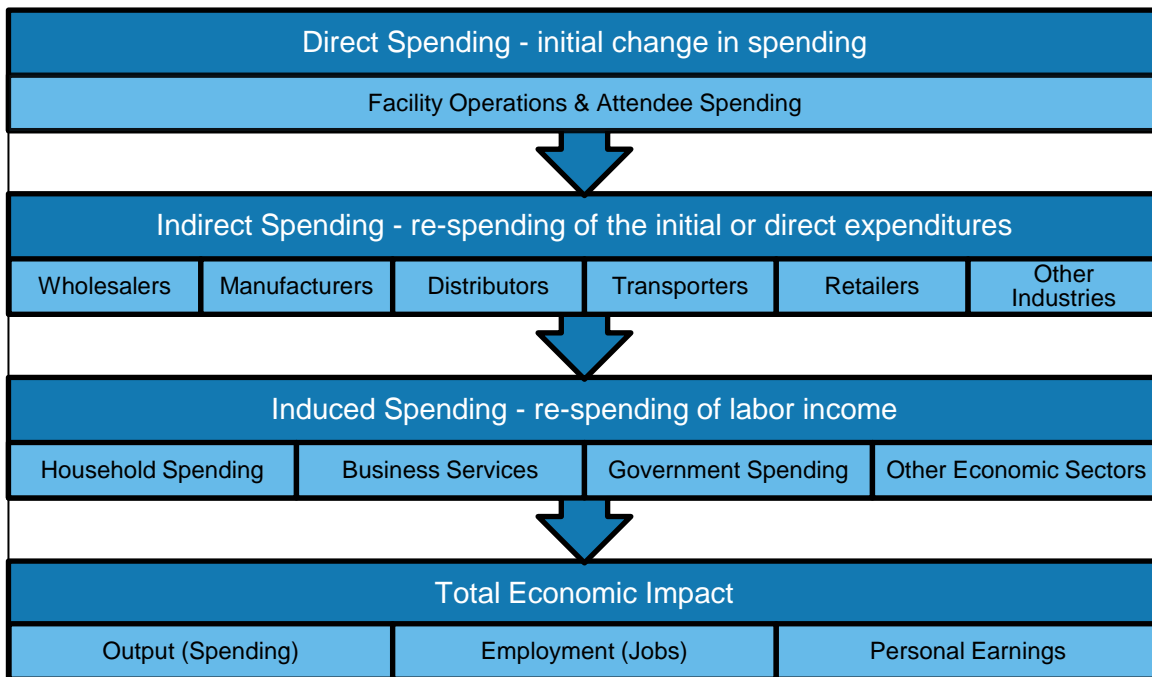 Direct Spending - initial change in spending
Facility Operations & Attendee Spending
Indirect Spending - re-spending of the initial or direct expenditures
Wholesalers
Manufacturers
Distributors
Transporters
Retailers
Other
Industries
Induced Spending - re-spending of labor income
Household Spending
Business Services
Government Spending
Other Economic Sectors
Total Economic Impact
Output (Spending)
Employment (Jobs)
Personal Earnings